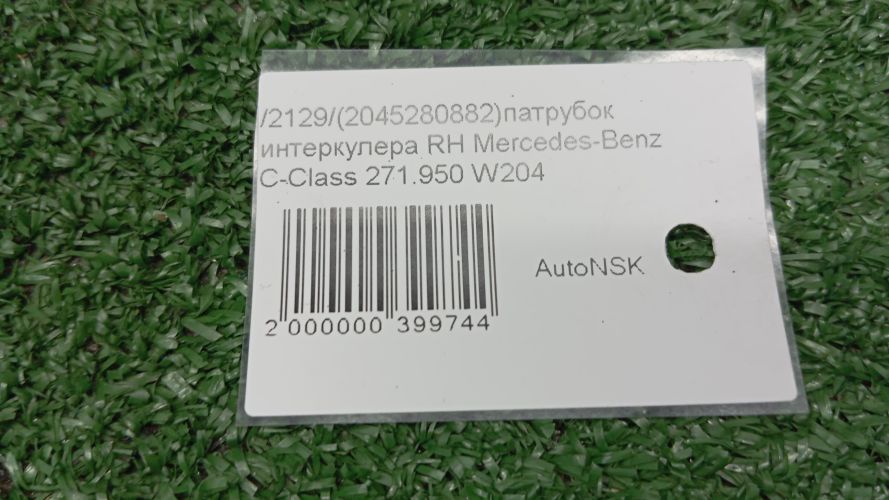 /2129/(2045280882)патрубок
интеркулера RH Mercedes-Benz
C-Class 271.950 W204
AutoNSK
2 000000 399744